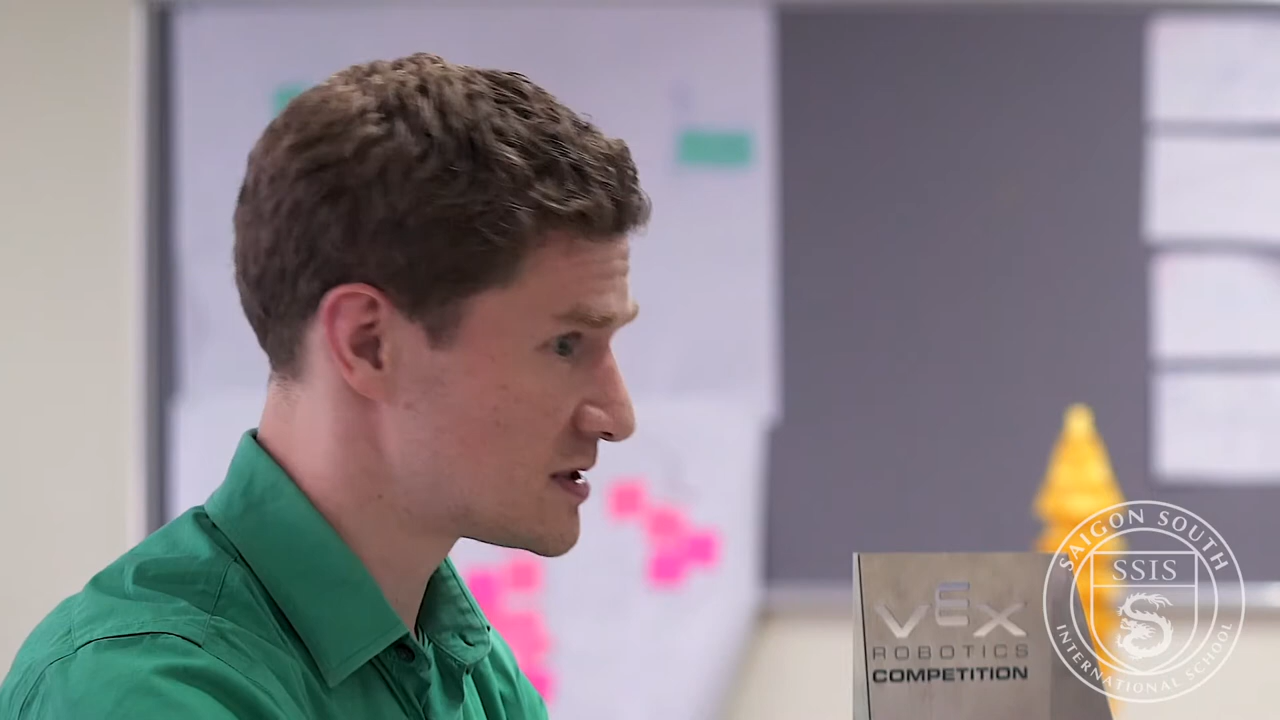 VEX
ROBOTICS
COMPETITION
SAIGON SOUTH
SSIS
INTERNATIONAL SCHOOL